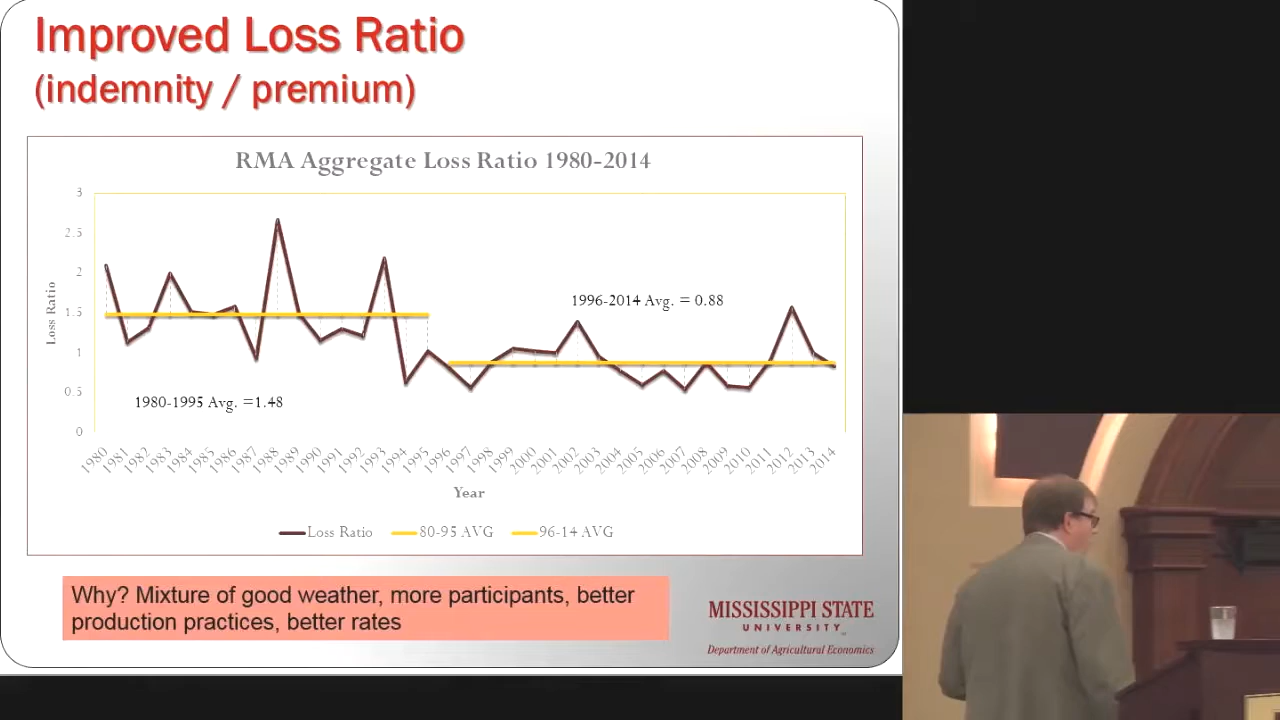 Improved Loss Ratio
(indemnity / premium)
RMA Aggregate Loss Ratio 1980-2014
3
2.5
2
1.5
1
0.5
0
Loss Ratio
1996-2014 Avg. = 0.88
1980-1995 Avg. =1.48
1980 1981 1982 1983 1984 1985 1986 1987 1988 1989 1990 1991 1992 1993 1994 1995 1996 1997 1998 1999 2000 2001 2002 2003 2004 2005 2006 2007 2008 2009 2010 2011 2012 2013 2014
Year
Loss Ratio 80-95 AVG 96-14 AVG
Why? Mixture of good weather, more participants, better
production practices, better rates
MISSISSIPPI STATE
UNIVERSITY
Department of Agricultural Economics